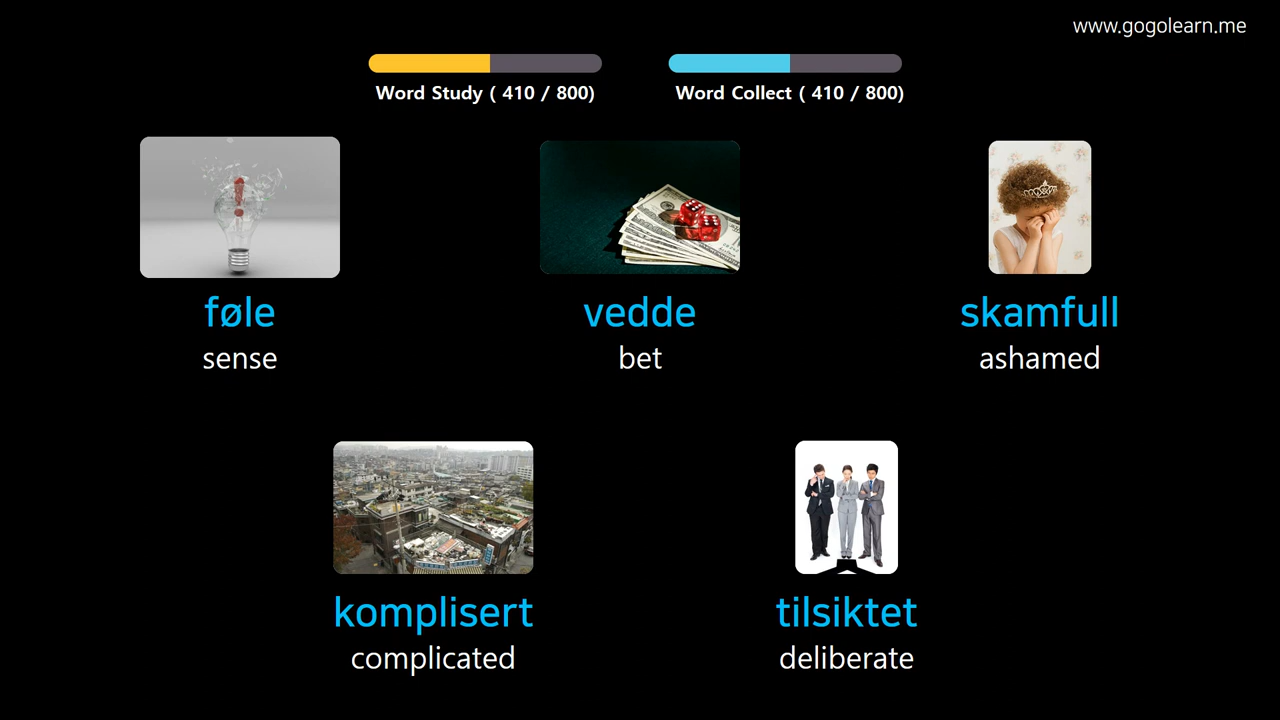 www.gogolearn.me
Word Study ( 410 / 800)
Word Collect ( 410 / 800)
føle
sense
vedde
bet
skamfull
ashamed
komplisert
complicated
tilsiktet
deliberate